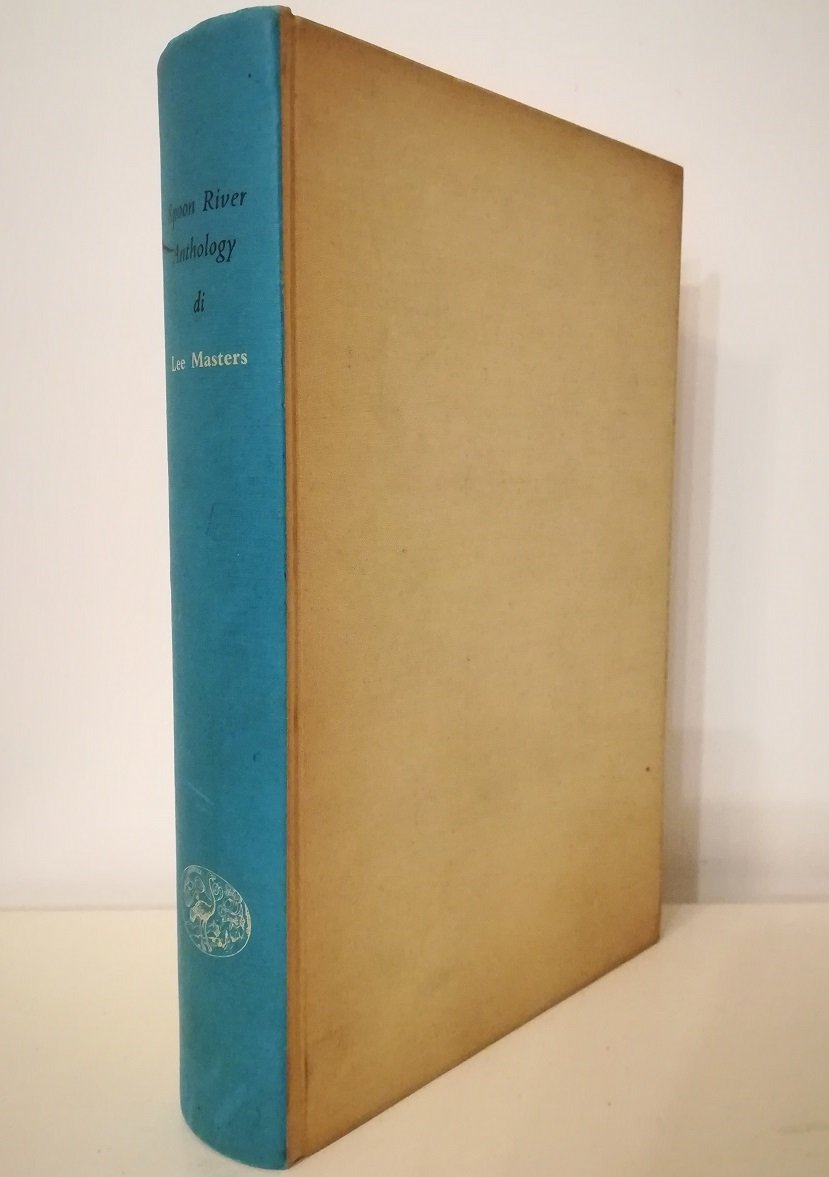 Spoon River
Anthology
di
Lee Masters